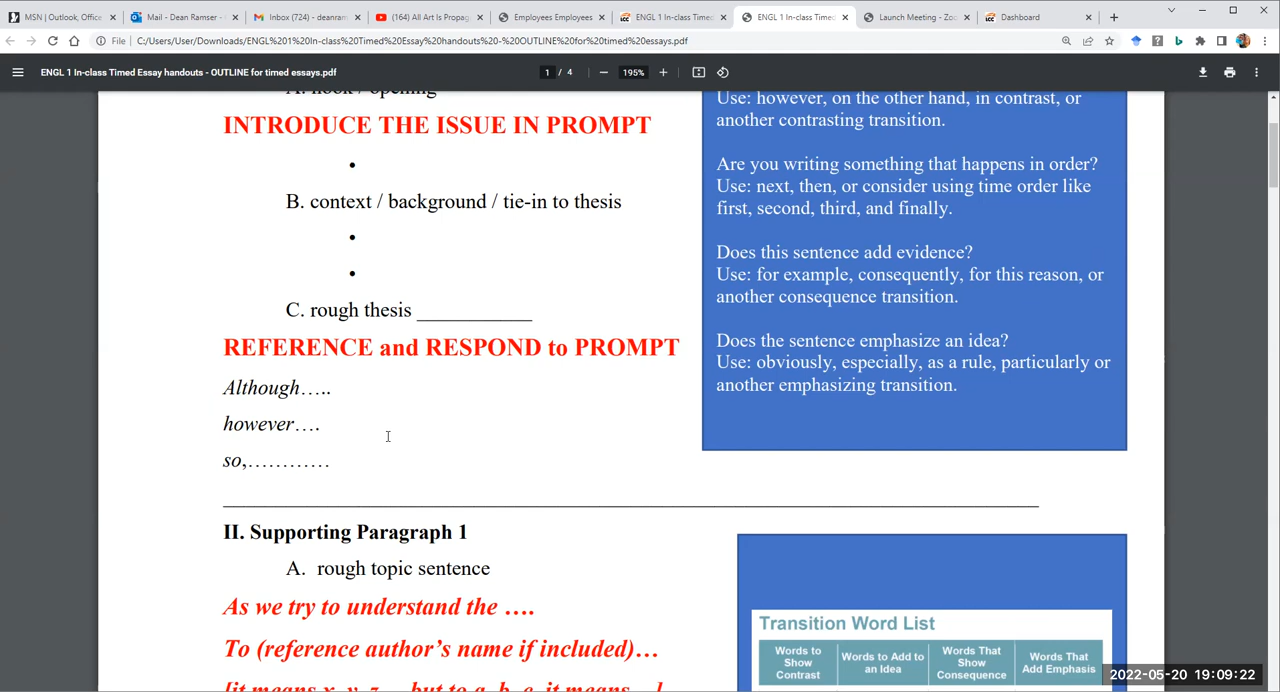 MSN | Outlook, Office
Mail - Dean Ramser -
Inbox (724) - deanram
(164) All Art Is Propag
Employees Employees
ENGL 1 In-class Timed
ENGL 1 In-class Timed
Launch Meeting - Zoo
Dashboard
File C:/Users/User/Downloads/ENGL%201%20In-class%20Timed%20Essay%20handouts%20-%20OUTLINE%20for%20timed%20essays.pdf
ENGL 1 In-class Timed Essay handouts - OUTLINE for timed essays.pdf
1 / 4
195%
A. hook / opening
INTRODUCE THE ISSUE IN PROMPT
•
B. context / background / tie-in to thesis
•
•
C. rough thesis ___________
REFERENCE and RESPOND to PROMPT
Although…..
however….
so,…………
II. Supporting Paragraph 1
A. rough topic sentence
As we try to understand the ….
To (reference author’s name if included)…
[it means x, y, z… but to a, b, c, it means…]
Use: however, on the other hand, in contrast, or
another contrasting transition.
Are you writing something that happens in order?
Use: next, then, or consider using time order like
first, second, third, and finally.
Does this sentence add evidence?
Use: for example, consequently, for this reason, or
another consequence transition.
Does the sentence emphasize an idea?
Use: obviously, especially, as a rule, particularly or
another emphasizing transition.
Transition Word List
Words to
Show
Contrast
Words to Add to
an Idea
Words That
Show
Consequence
Words That
Add Emphasis
2022-05-20 19:09:22